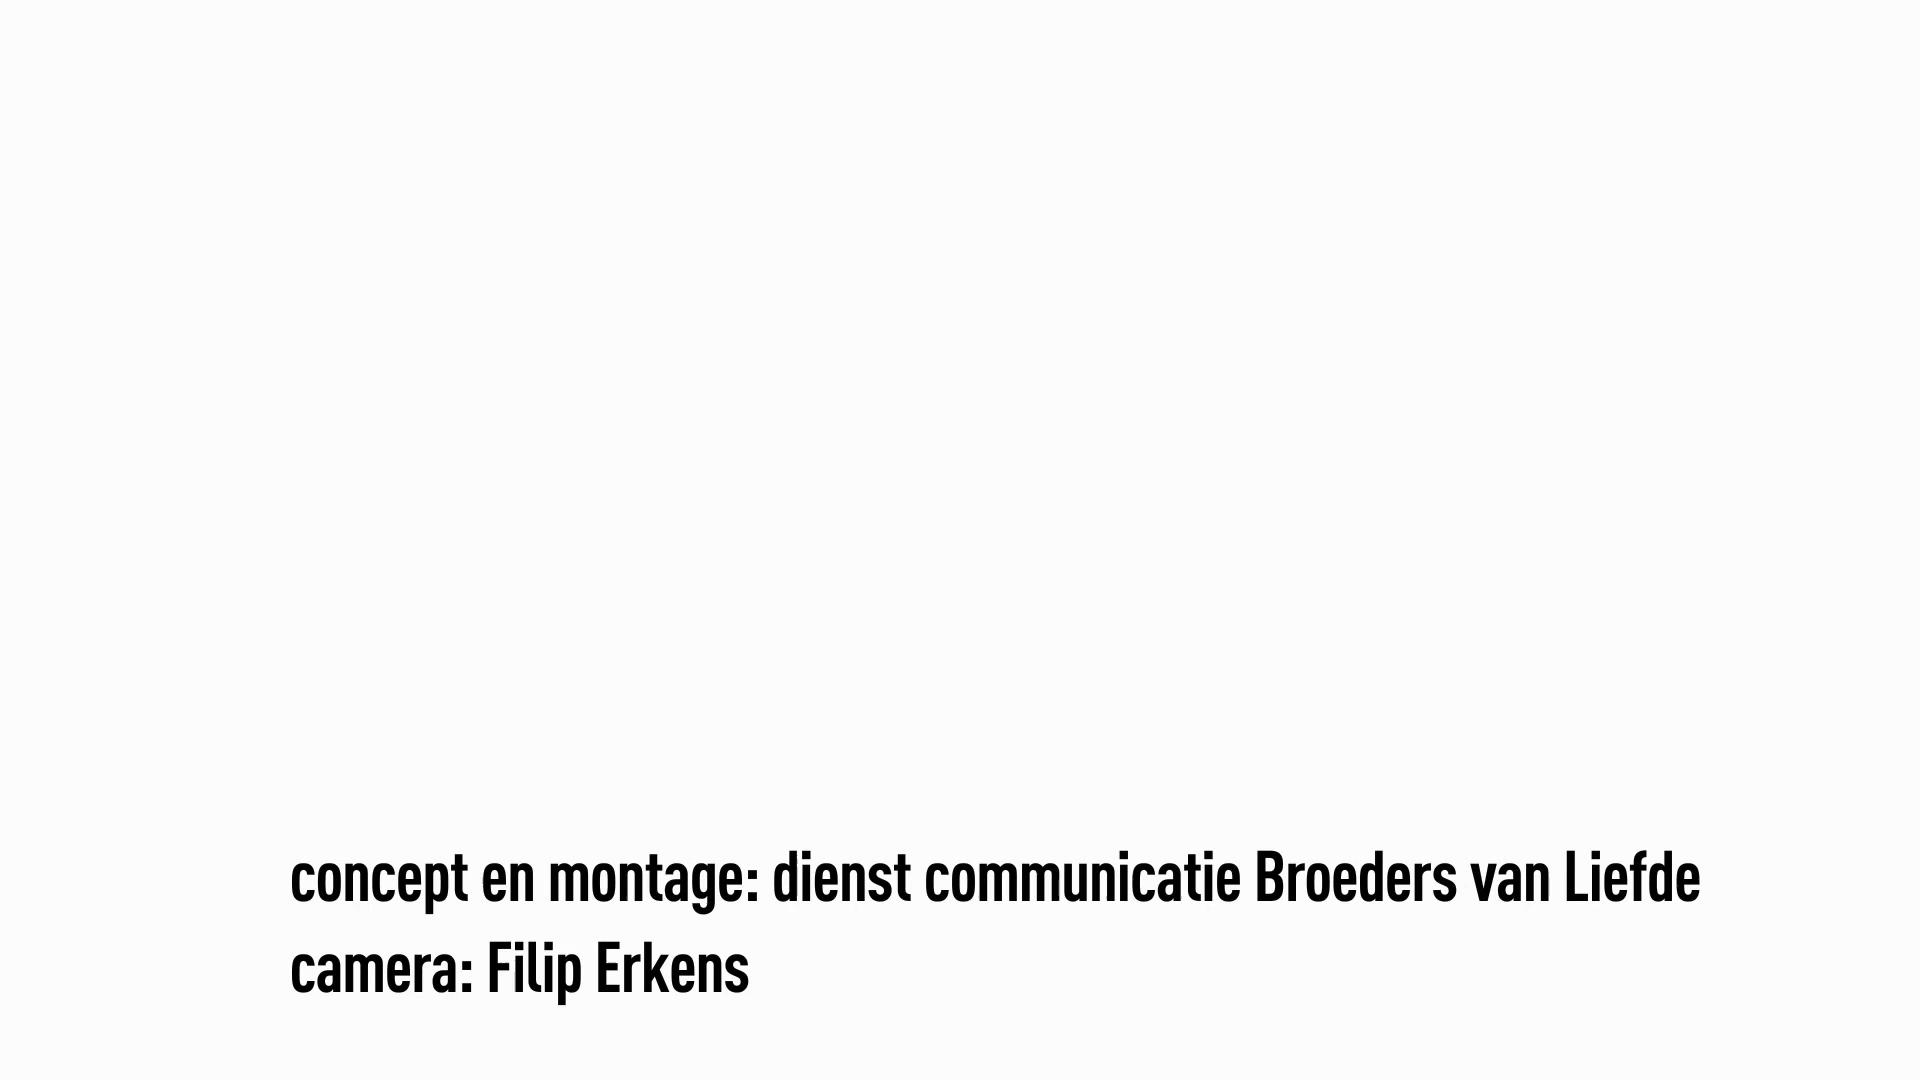 concept en montage: dienst communicatie Broeders van Liefde
camera: Filip Erkens